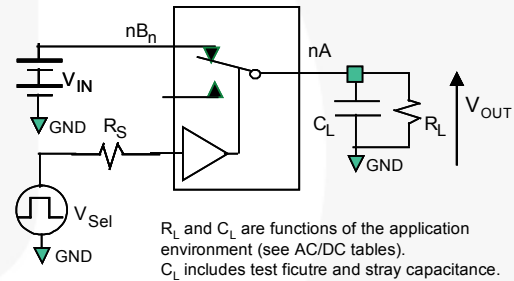 nBn
nA
VIN
GND
RS
CL
RL
VOUT
GND
VSel
GND
RL and CL are functions of the application
environment (see AC/DC tables).
CL includes test ficutre and stray capacitance.